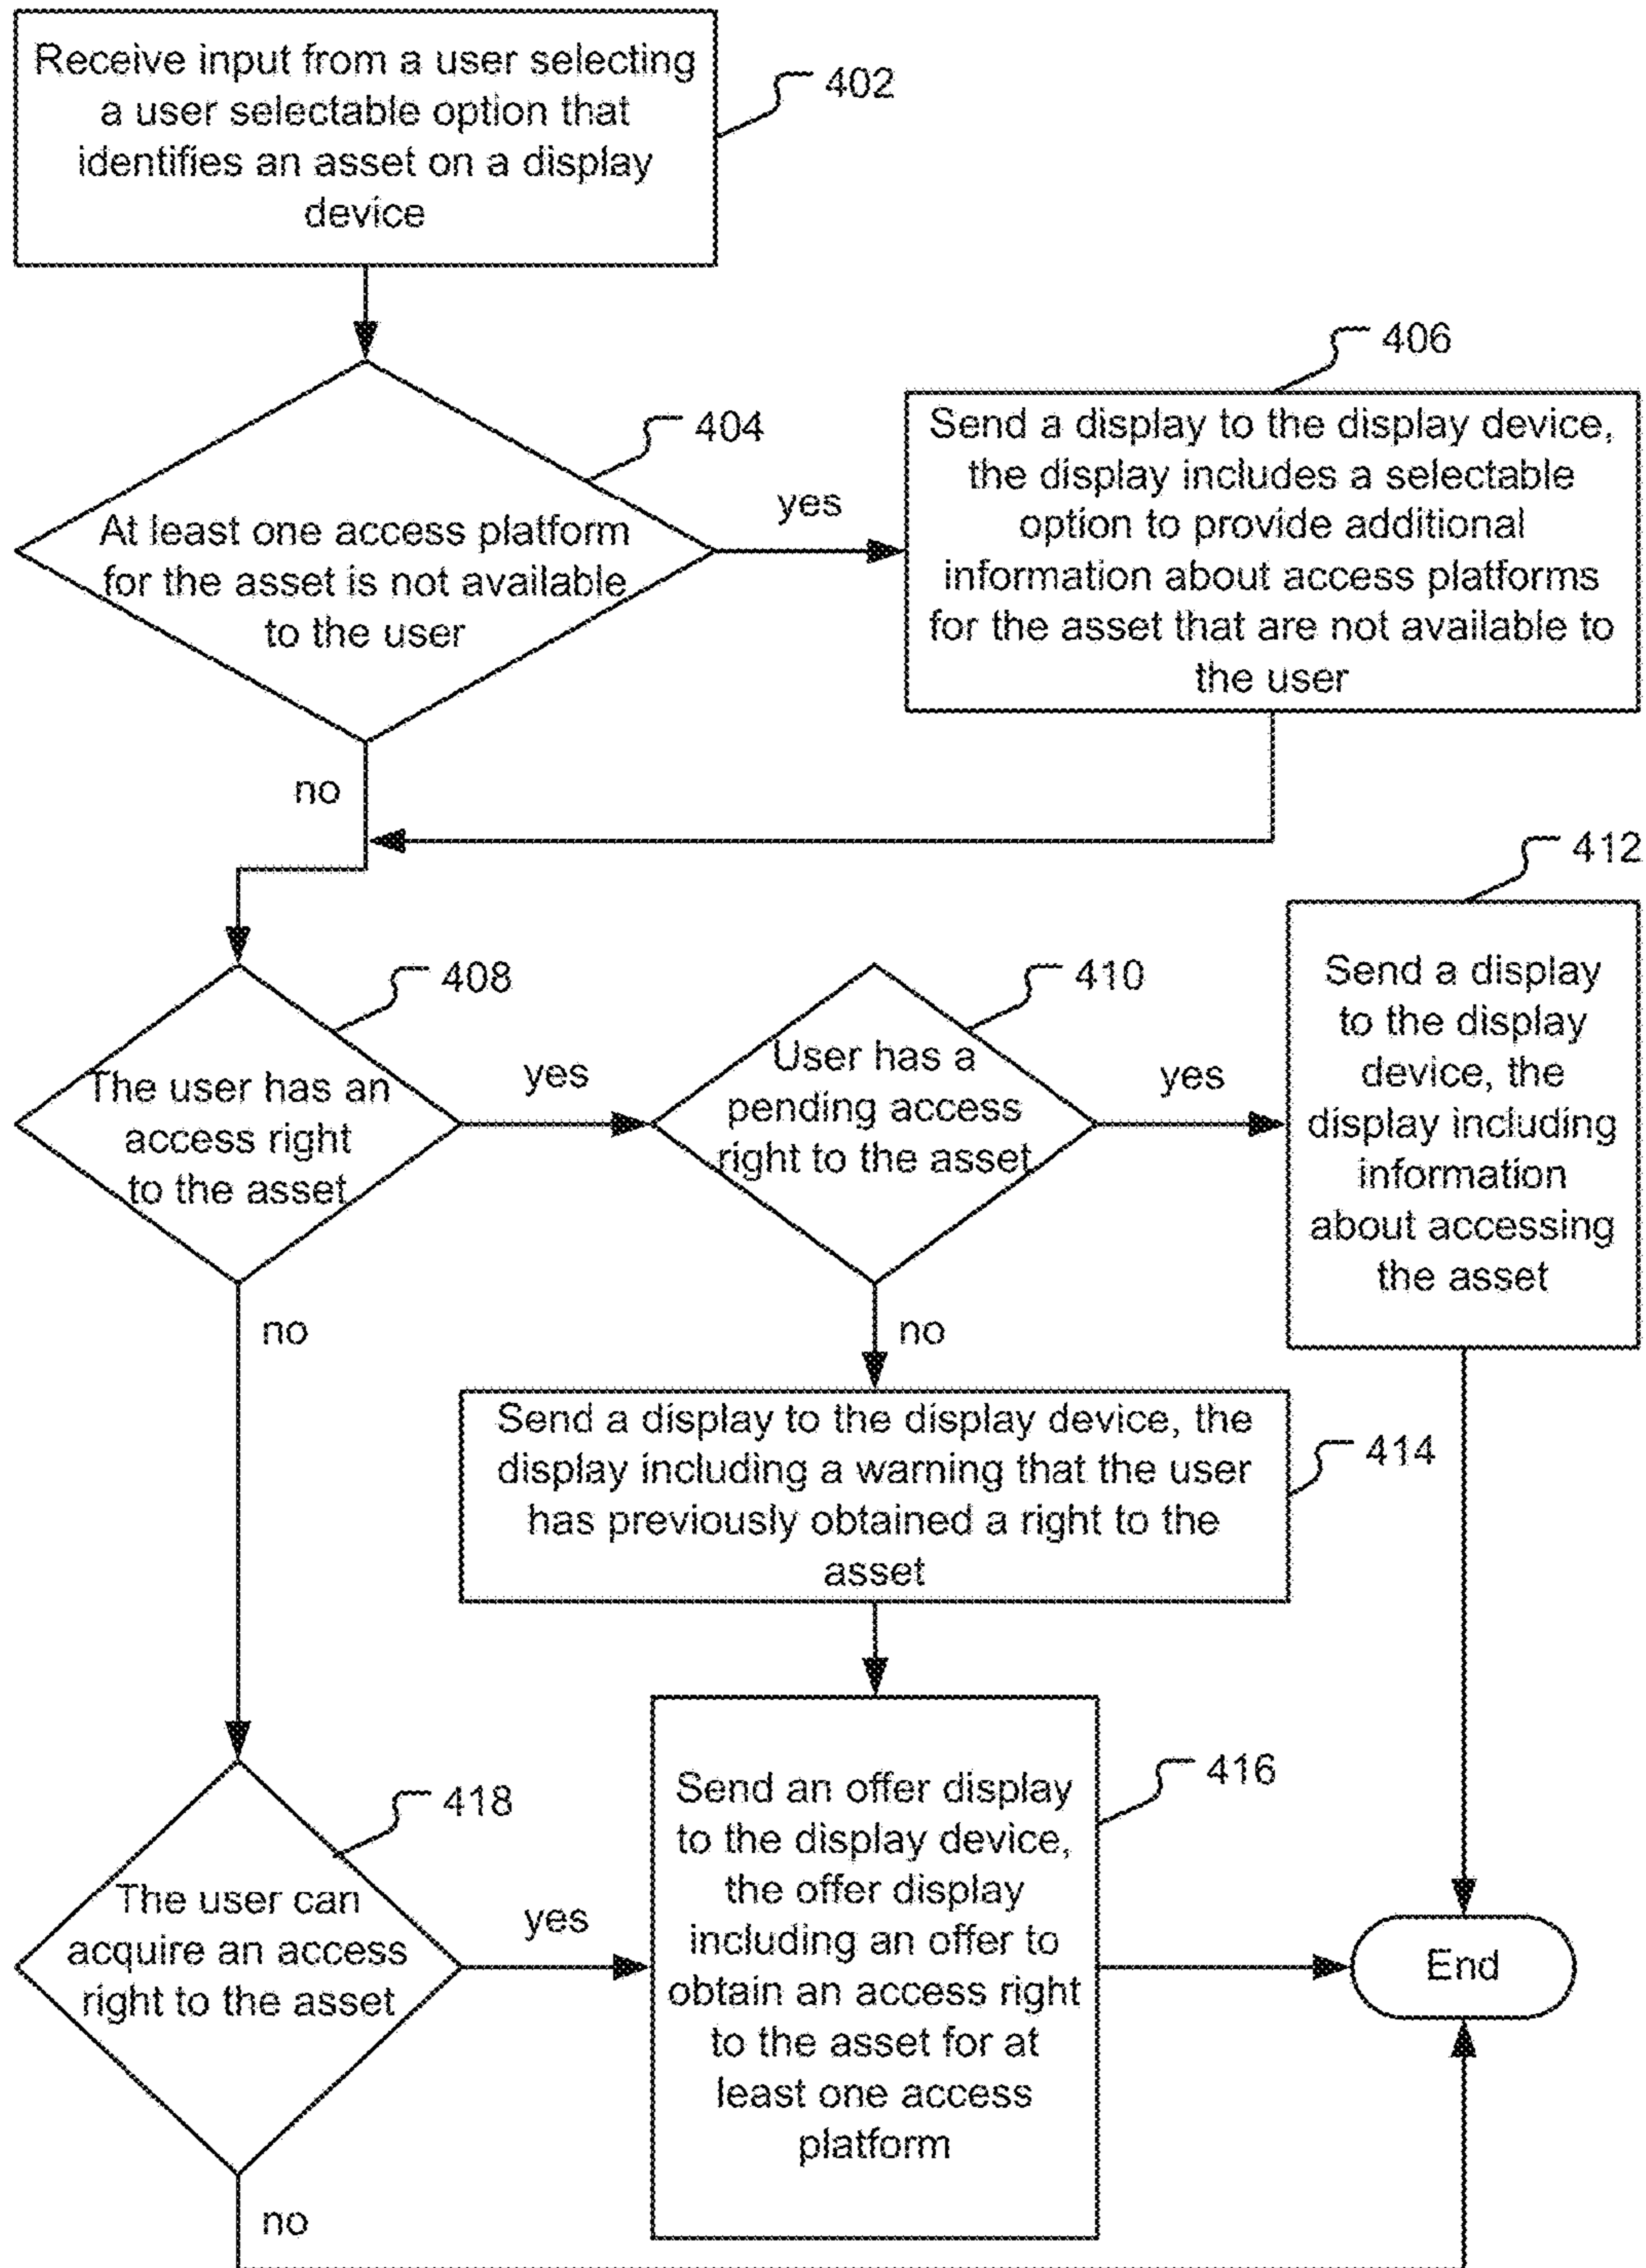 Receive input from a user selecting
a user selectable option that
identifies an asset on a display
device
402
404
At least one access platform
for the asset is not available
to the user
yes
no
406
Send a display to the display device,
the display includes a selectable
option to provide additional
information about access platforms
for the asset that are not available to
the user
408
The user has an
access right
to the asset
yes
no
410
User has a
pending access
right to the asset
yes
no
412
Send a display
to the display
device, the
display including
information
about accessing
the asset
Send a display to the display device, the
display including a warning that the user
has previously obtained a right to the
asset
414
418
The user can
acquire an access
right to the asset
yes
no
Send an offer display
to the display device,
the offer display
including an offer to
obtain an access right
to the asset for at
least one access
platform
416
End